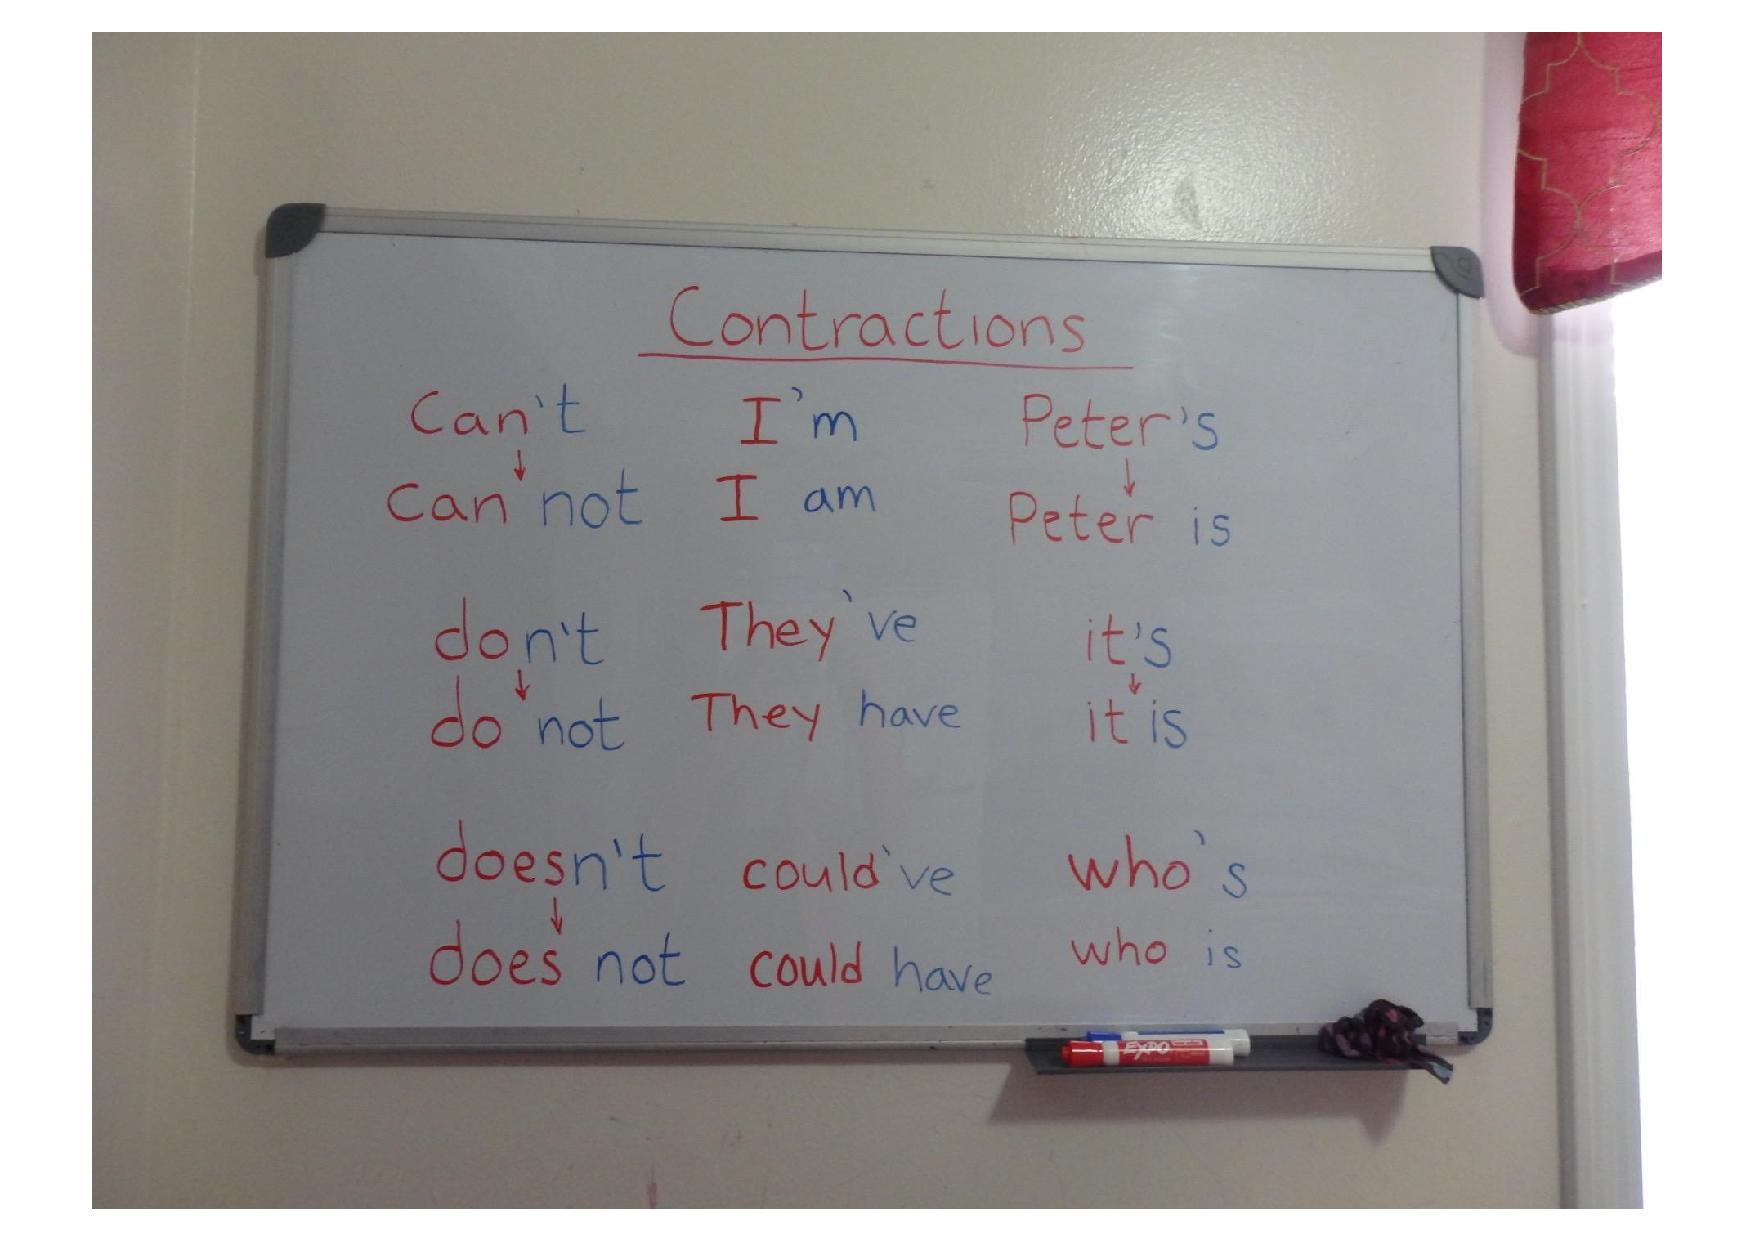 Contractions
Can't I'm Peter's
Can not I am Peter is
don't They've it's
do not They have it is
doesn't could've who's
does not could have who is
EXPO